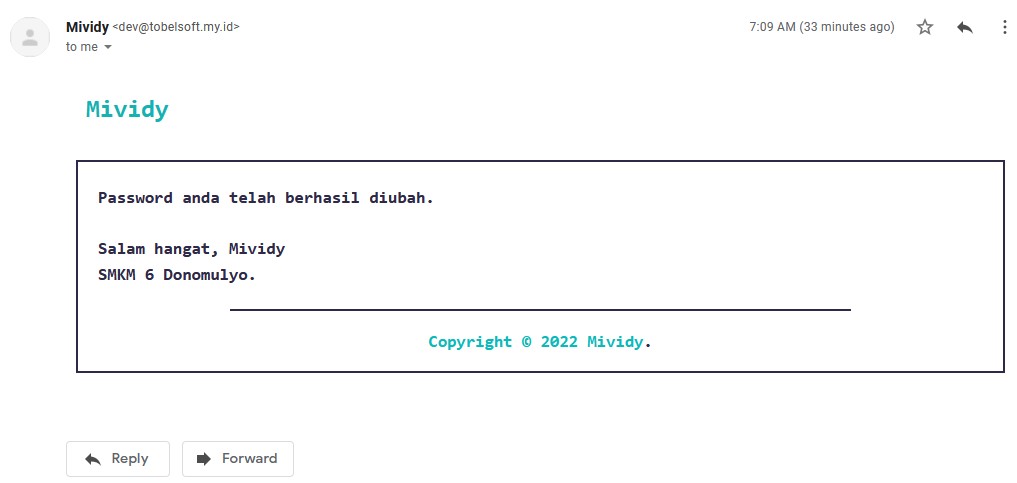 Mividy <dev@tobelsoft.my.id> 7:09 AM (33 minutes ago)
to me
Mividy
Password anda telah berhasil diubah.
Salam hangat, Mividy
SMKM 6 Donomulyo.
Copyright © 2022 Mividy.
Reply Forward